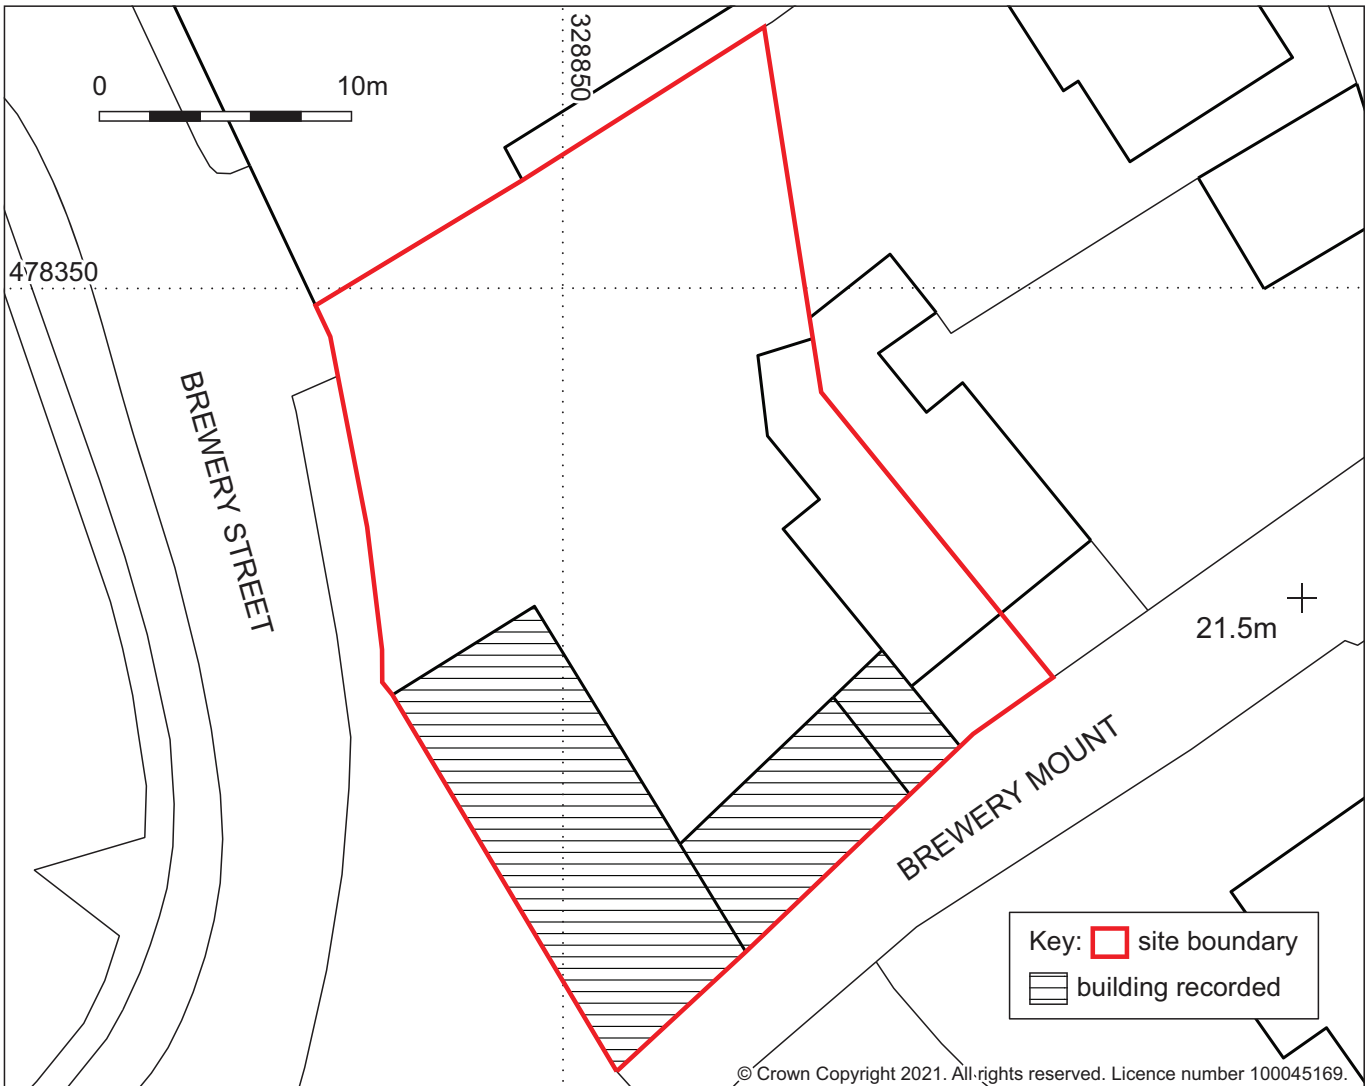 328850
0 10m
478350
BREWERY STREET
21.5m
BREWERY MOUNT
Key: site boundary
building recorded
© Crown Copyright 2021. All rights reserved. Licence number 100045169.